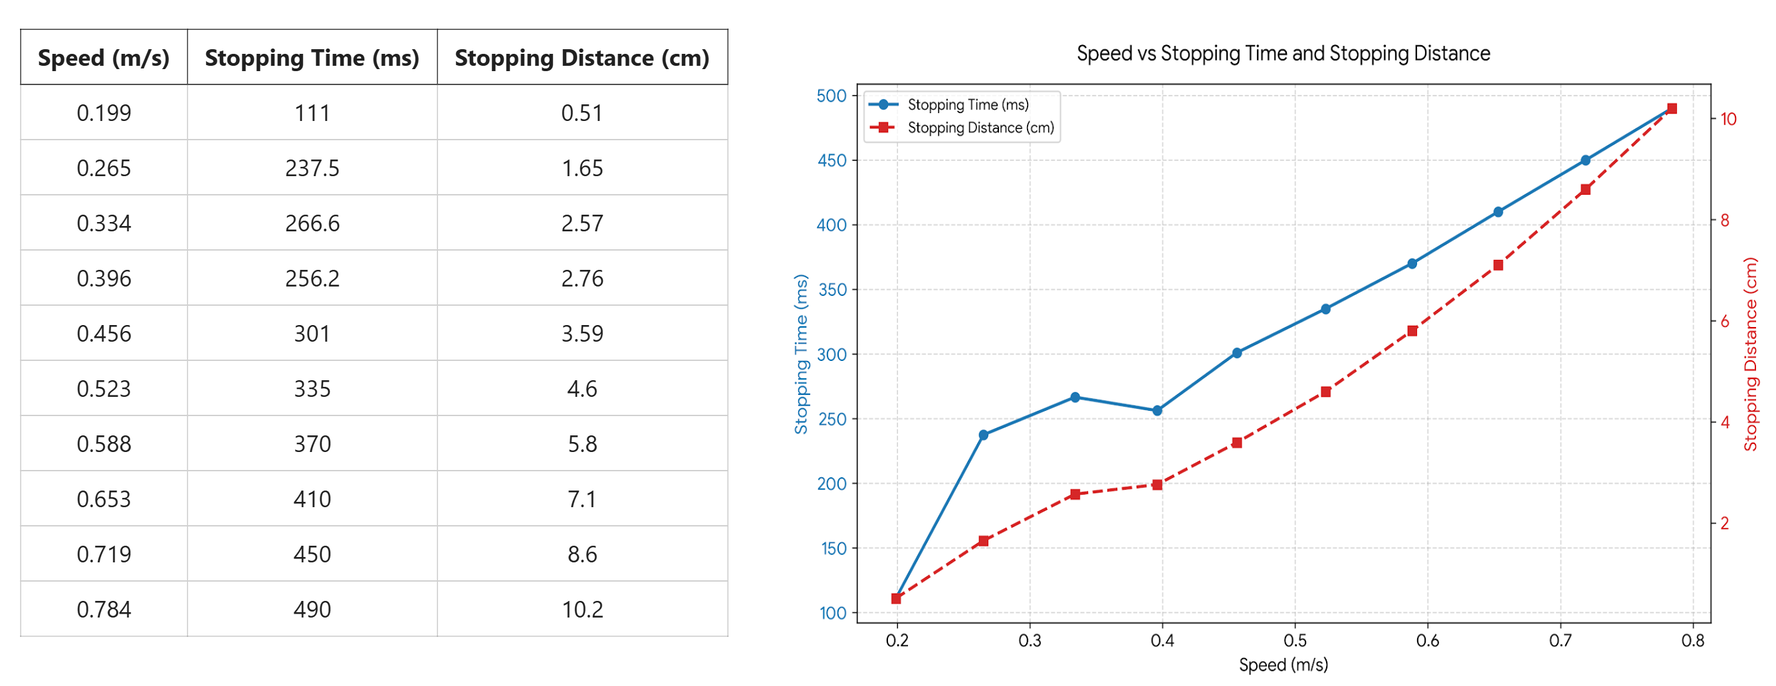 Speed (m/s) Stopping Time (ms) Stopping Distance (cm)
0.199 111 0.51
0.265 237.5 1.65
0.334 266.6 2.57
0.396 256.2 2.76
0.456 301 3.59
0.523 335 4.6
0.588 370 5.8
0.653 410 7.1
0.719 450 8.6
0.784 490 10.2
Speed vs Stopping Time and Stopping Distance
Stopping Time (ms)
Stopping Distance (cm)
Stopping Time (ms)
500
450
400
350
300
250
200
150
100
10
8
6
4
2
Stopping Distance (cm)
0.2 0.3 0.4 0.5 0.6 0.7 0.8
Speed (m/s)